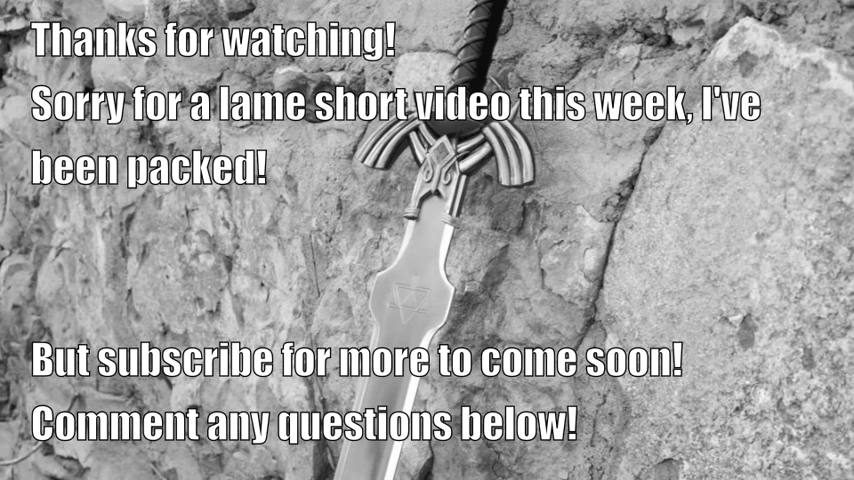 Thanks for watching!
Sorry for a lame short video this week, I've
been packed!
But subscribe for more to come soon!
Comment any questions below!